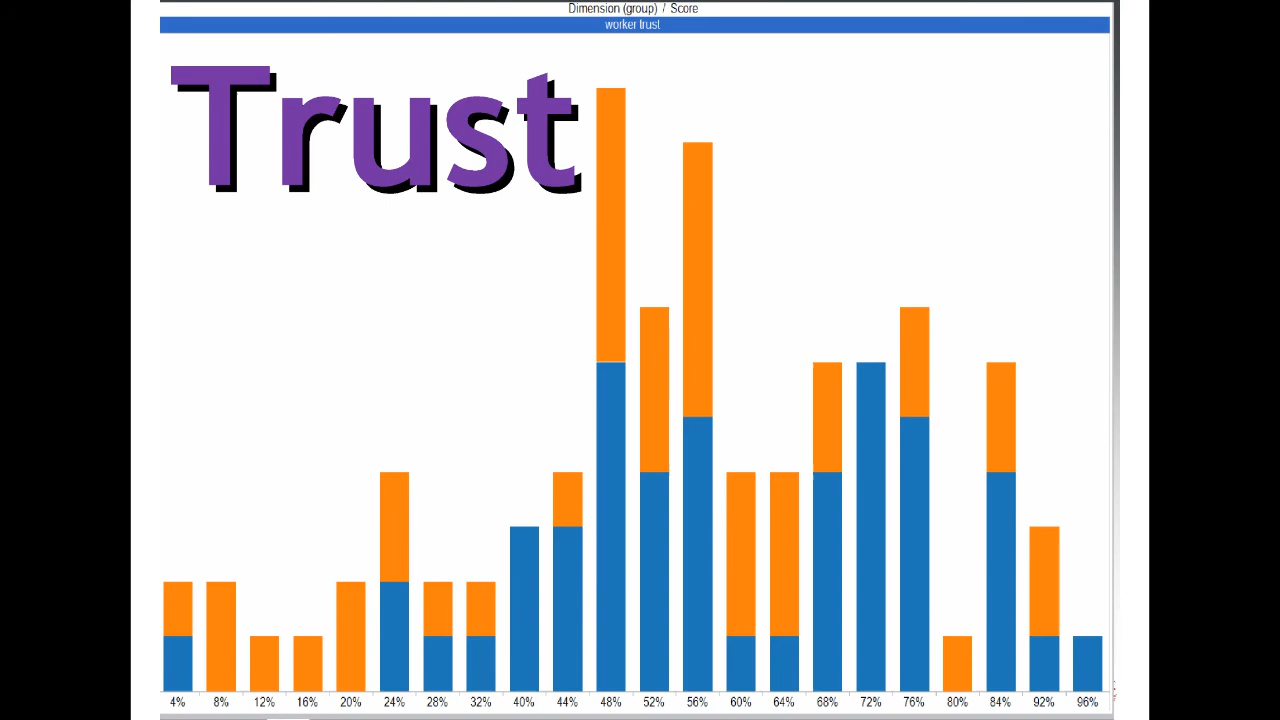 Dimension (group) / Score
worker trust
Trust
4% 8% 12% 16% 20% 24% 28% 32% 40% 44% 48% 52% 56% 60% 64% 68% 72% 76% 80% 84% 92% 96%